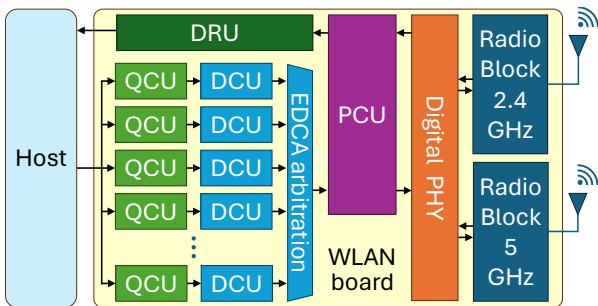 Host
DRU
QCU
DCU
QCU
DCU
QCU
DCU
QCU
DCU
QCU
DCU
EDCA arbitration
PCU
Digital PHY
Radio
Block
2.4
GHz
Radio
Block
5
GHz
WLAN
board